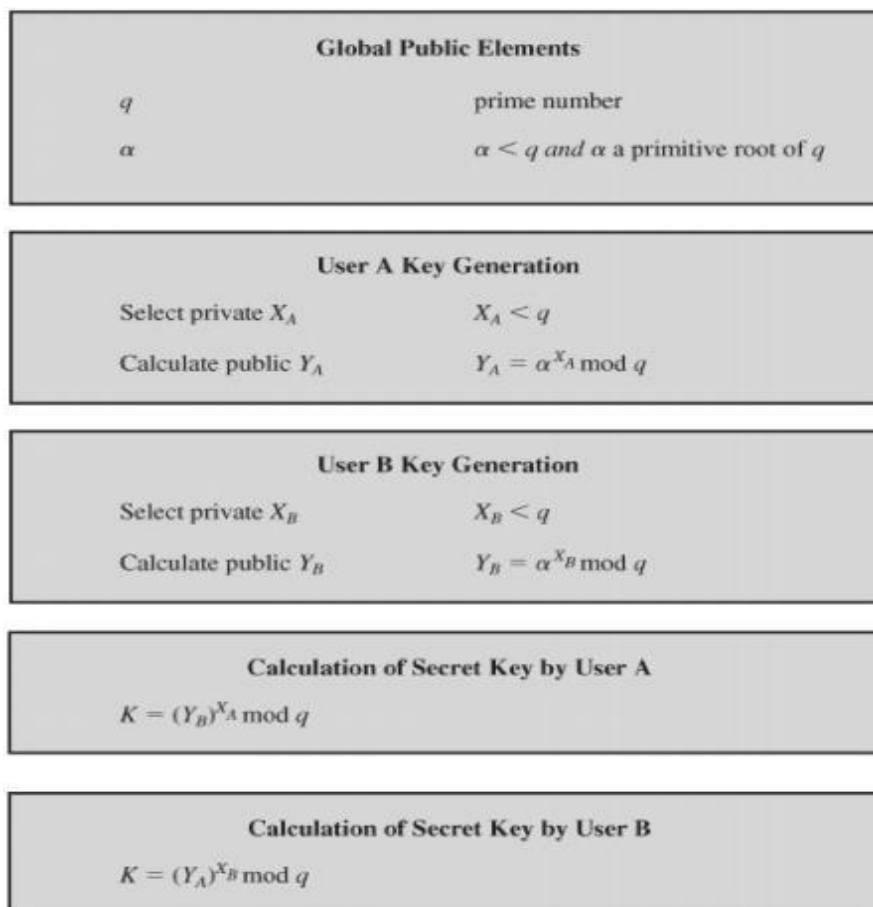 Global Public Elements
q prime number
α α < q and α a primitive root of q
User A Key Generation
Select private X_A X_A < q
Calculate public Y_A Y_A = α^{X_A} mod q
User B Key Generation
Select private X_B X_B < q
Calculate public Y_B Y_B = α^{X_B} mod q
Calculation of Secret Key by User A
K = (Y_B)^{X_A} mod q
Calculation of Secret Key by User B
K = (Y_A)^{X_B} mod q